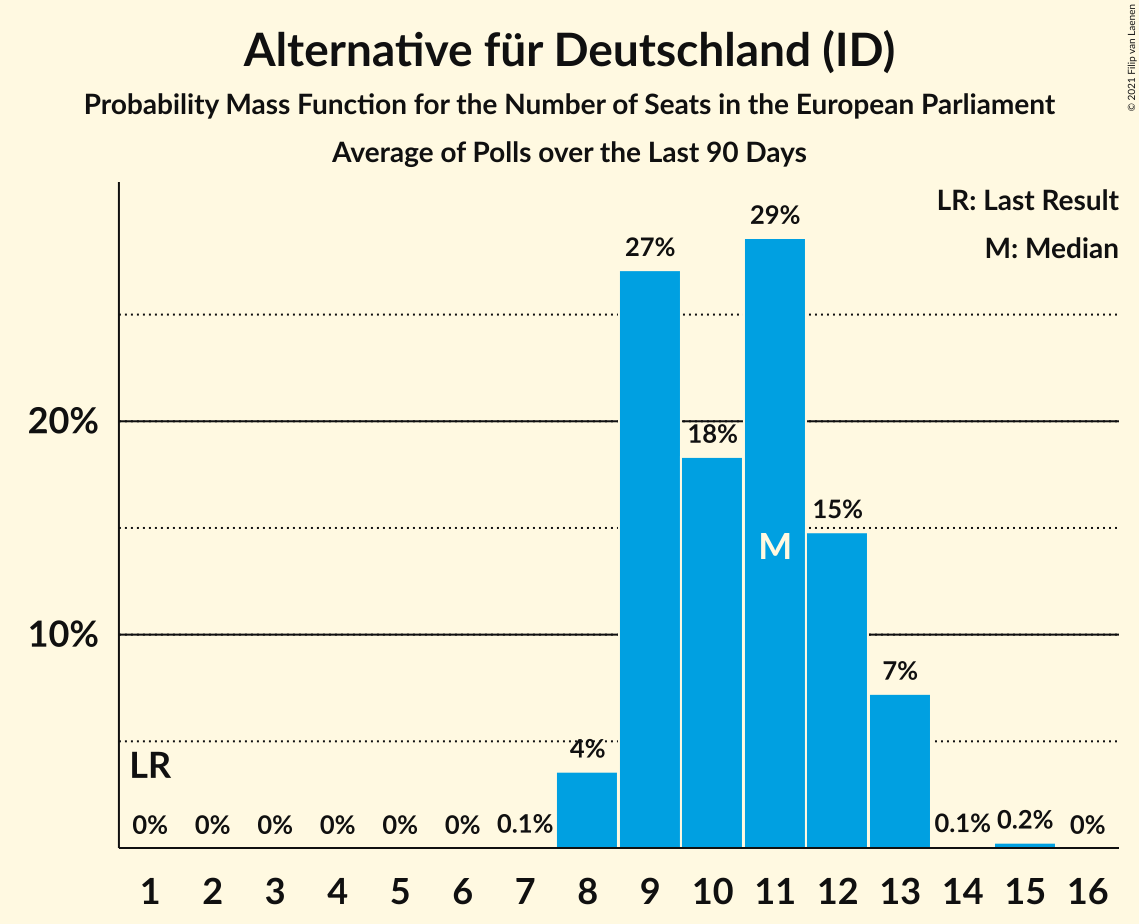 Alternative für Deutschland (ID)
Probability Mass Function for the Number of Seats in the European Parliament
Average of Polls over the Last 90 Days
© 2021 Filip van Laenen
LR: Last Result
M: Median
29%
27%
20%
18%
15%
M
10%
7%
4%
LR
0% 0% 0% 0% 0% 0% 0.1% 0.1% 0.2% 0%
1 2 3 4 5 6 7 8 9 10 11 12 13 14 15 16